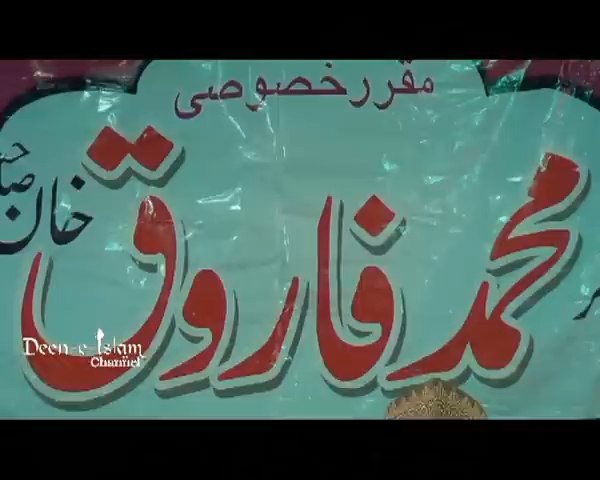 مقرر خصوصی
محمد فاروق خان صاحب
Deen-e-Islam
Channel